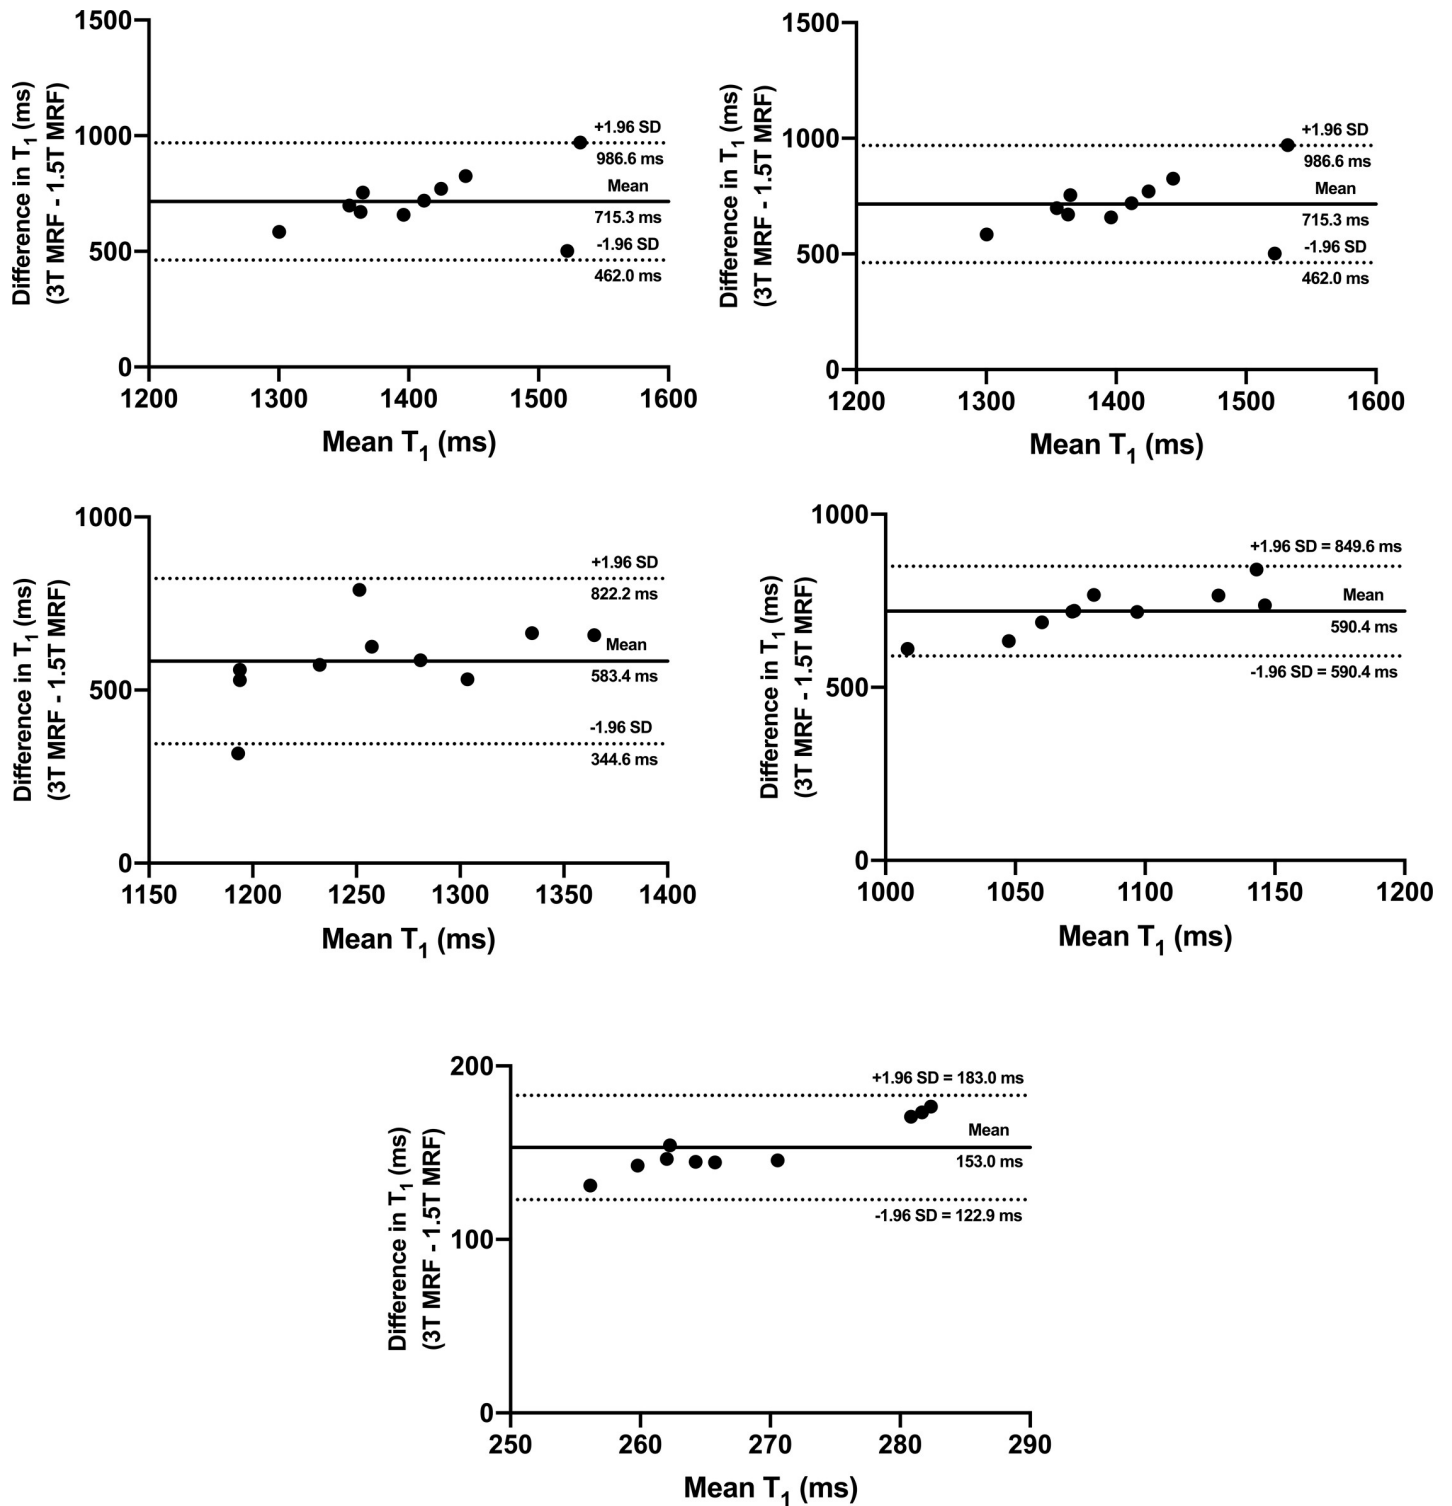 1500
1000
500
0
Difference in T1 (ms)
(3T MRF - 1.5T MRF)
+1.96 SD
986.6 ms
Mean
715.3 ms
-1.96 SD
462.0 ms
1200 1300 1400 1500 1600
Mean T1 (ms)
1500
1000
500
0
Difference in T1 (ms)
(3T MRF - 1.5T MRF)
+1.96 SD
986.6 ms
Mean
715.3 ms
-1.96 SD
462.0 ms
1200 1300 1400 1500 1600
Mean T1 (ms)
1000
500
0
Difference in T1 (ms)
(3T MRF - 1.5T MRF)
+1.96 SD
822.2 ms
Mean
583.4 ms
-1.96 SD
344.6 ms
1150 1200 1250 1300 1350 1400
Mean T1 (ms)
1000
500
0
Difference in T1 (ms)
(3T MRF - 1.5T MRF)
+1.96 SD = 849.6 ms
Mean
590.4 ms
-1.96 SD = 590.4 ms
1000 1050 1100 1150 1200
Mean T1 (ms)
200
100
0
Difference in T1 (ms)
(3T MRF - 1.5T MRF)
+1.96 SD = 183.0 ms
Mean
153.0 ms
-1.96 SD = 122.9 ms
250 260 270 280 290
Mean T1 (ms)